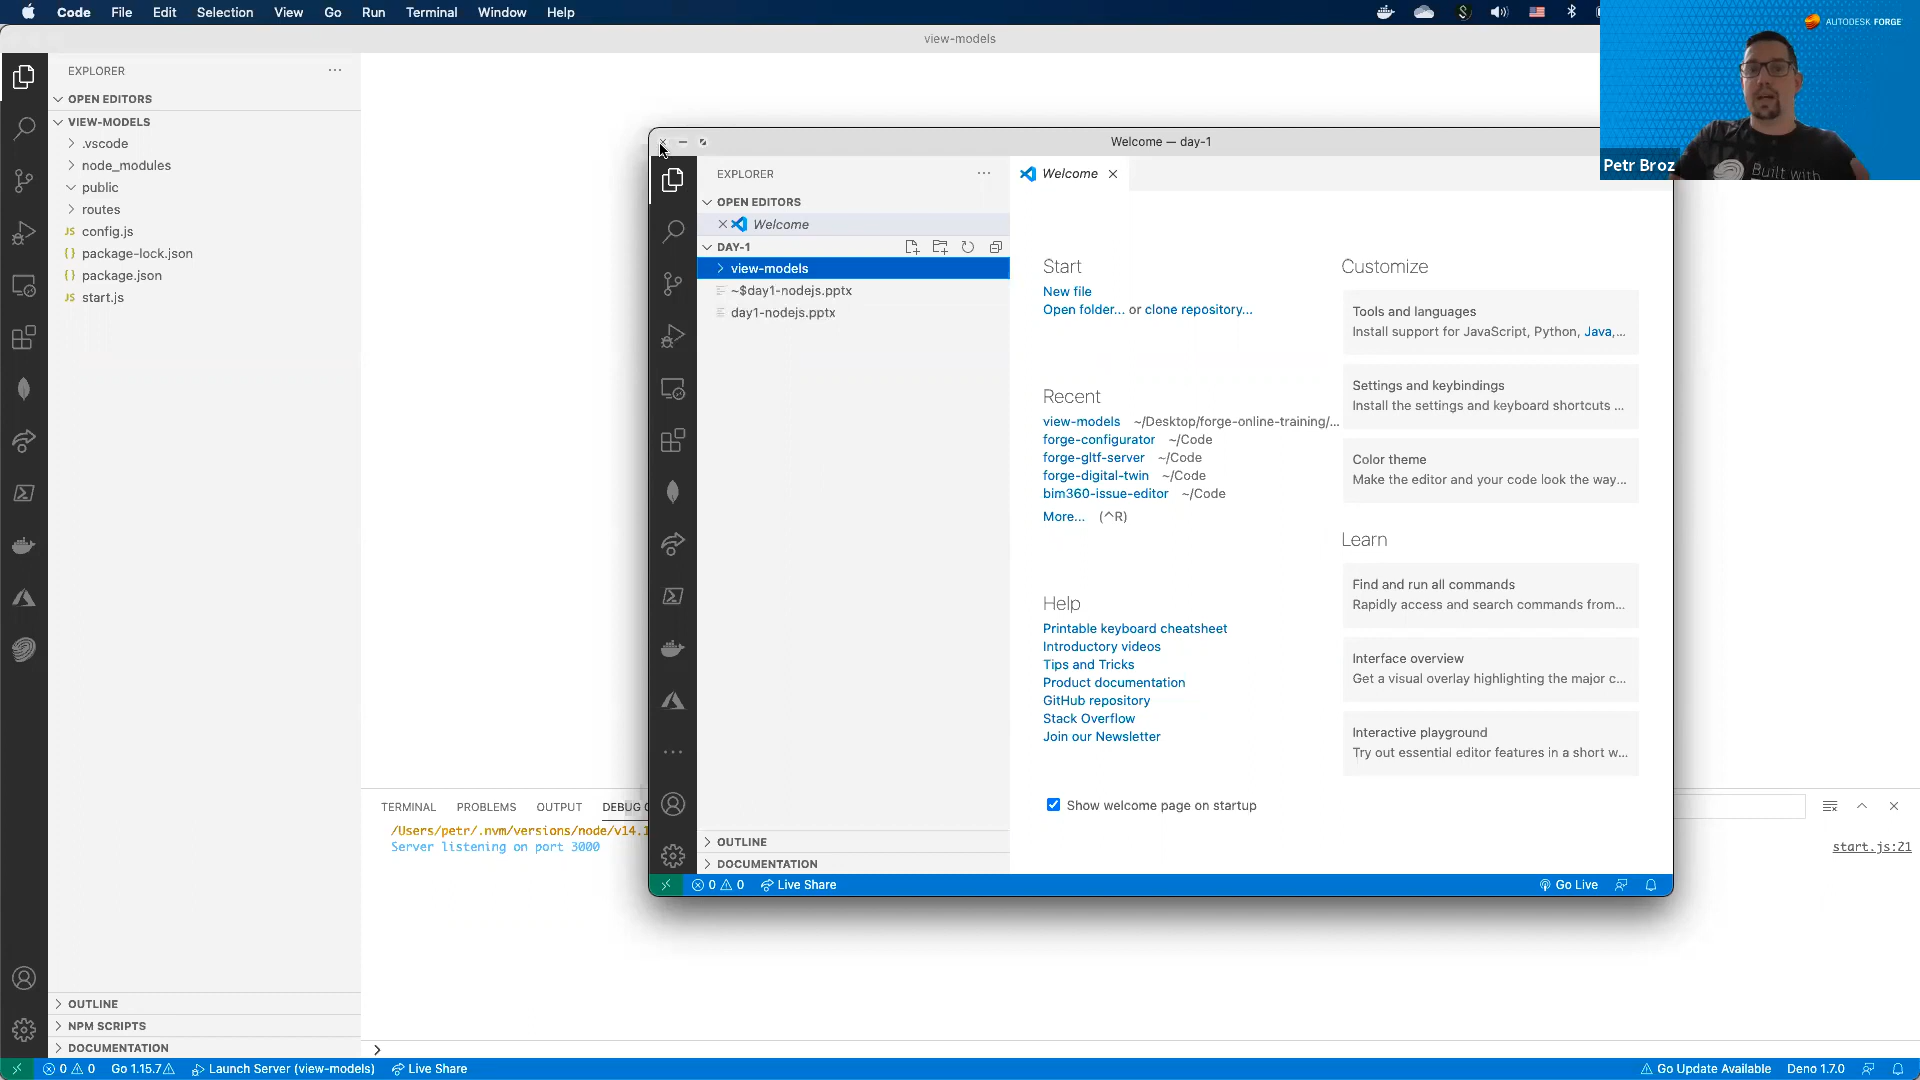 Code File Edit Selection View Go Run Terminal Window Help
AUTODESK FORGE
view-models
EXPLORER
OPEN EDITORS
VIEW-MODELS
.vscode
node_modules
public
routes
JS config.js
{} package-lock.json
{} package.json
JS start.js
OUTLINE
NPM SCRIPTS
DOCUMENTATION
Welcome — day-1
EXPLORER
OPEN EDITORS
Welcome
DAY-1
view-models
~$day1-nodejs.pptx
day1-nodejs.pptx
OUTLINE
DOCUMENTATION
Welcome
Start
New file
Open folder... or clone repository...
Recent
view-models ~/Desktop/forge-online-training/...
forge-configurator ~/Code
forge-gltf-server ~/Code
forge-digital-twin ~/Code
bim360-issue-editor ~/Code
More... (^R)
Help
Printable keyboard cheatsheet
Introductory videos
Tips and Tricks
Product documentation
GitHub repository
Stack Overflow
Join our Newsletter
Customize
Tools and languages
Install support for JavaScript, Python, Java,...
Settings and keybindings
Install the settings and keyboard shortcuts ...
Color theme
Make the editor and your code look the way...
Learn
Find and run all commands
Rapidly access and search commands from...
Interface overview
Get a visual overlay highlighting the major c...
Interactive playground
Try out essential editor features in a short w...
Show welcome page on startup
0 0 Live Share Go Live
Petr Broz
Built with
TERMINAL PROBLEMS OUTPUT DEBUG
/Users/petr/.nvm/versions/node/v14.1
Server listening on port 3000
start.js:21
0 0 Go 1.15.7 Launch Server (view-models) Live Share Go Update Available Deno 1.7.0